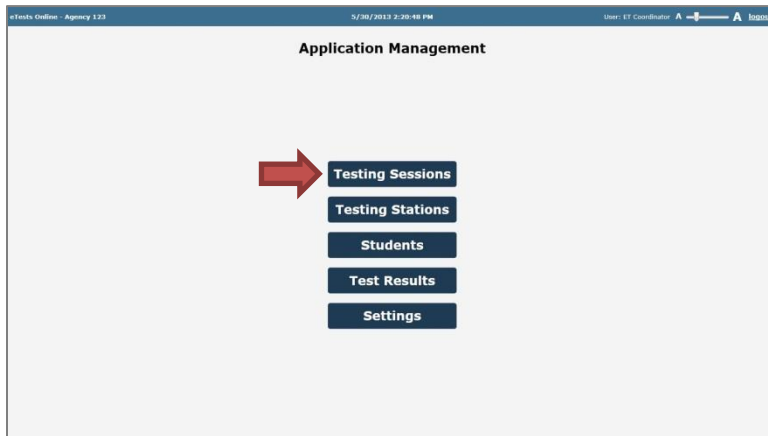 eTests Online - Agency 123 5/30/2013 2:20:48 PM User: ET Coordinator A A
Application Management
Testing Sessions
Testing Stations
Students
Test Results
Settings